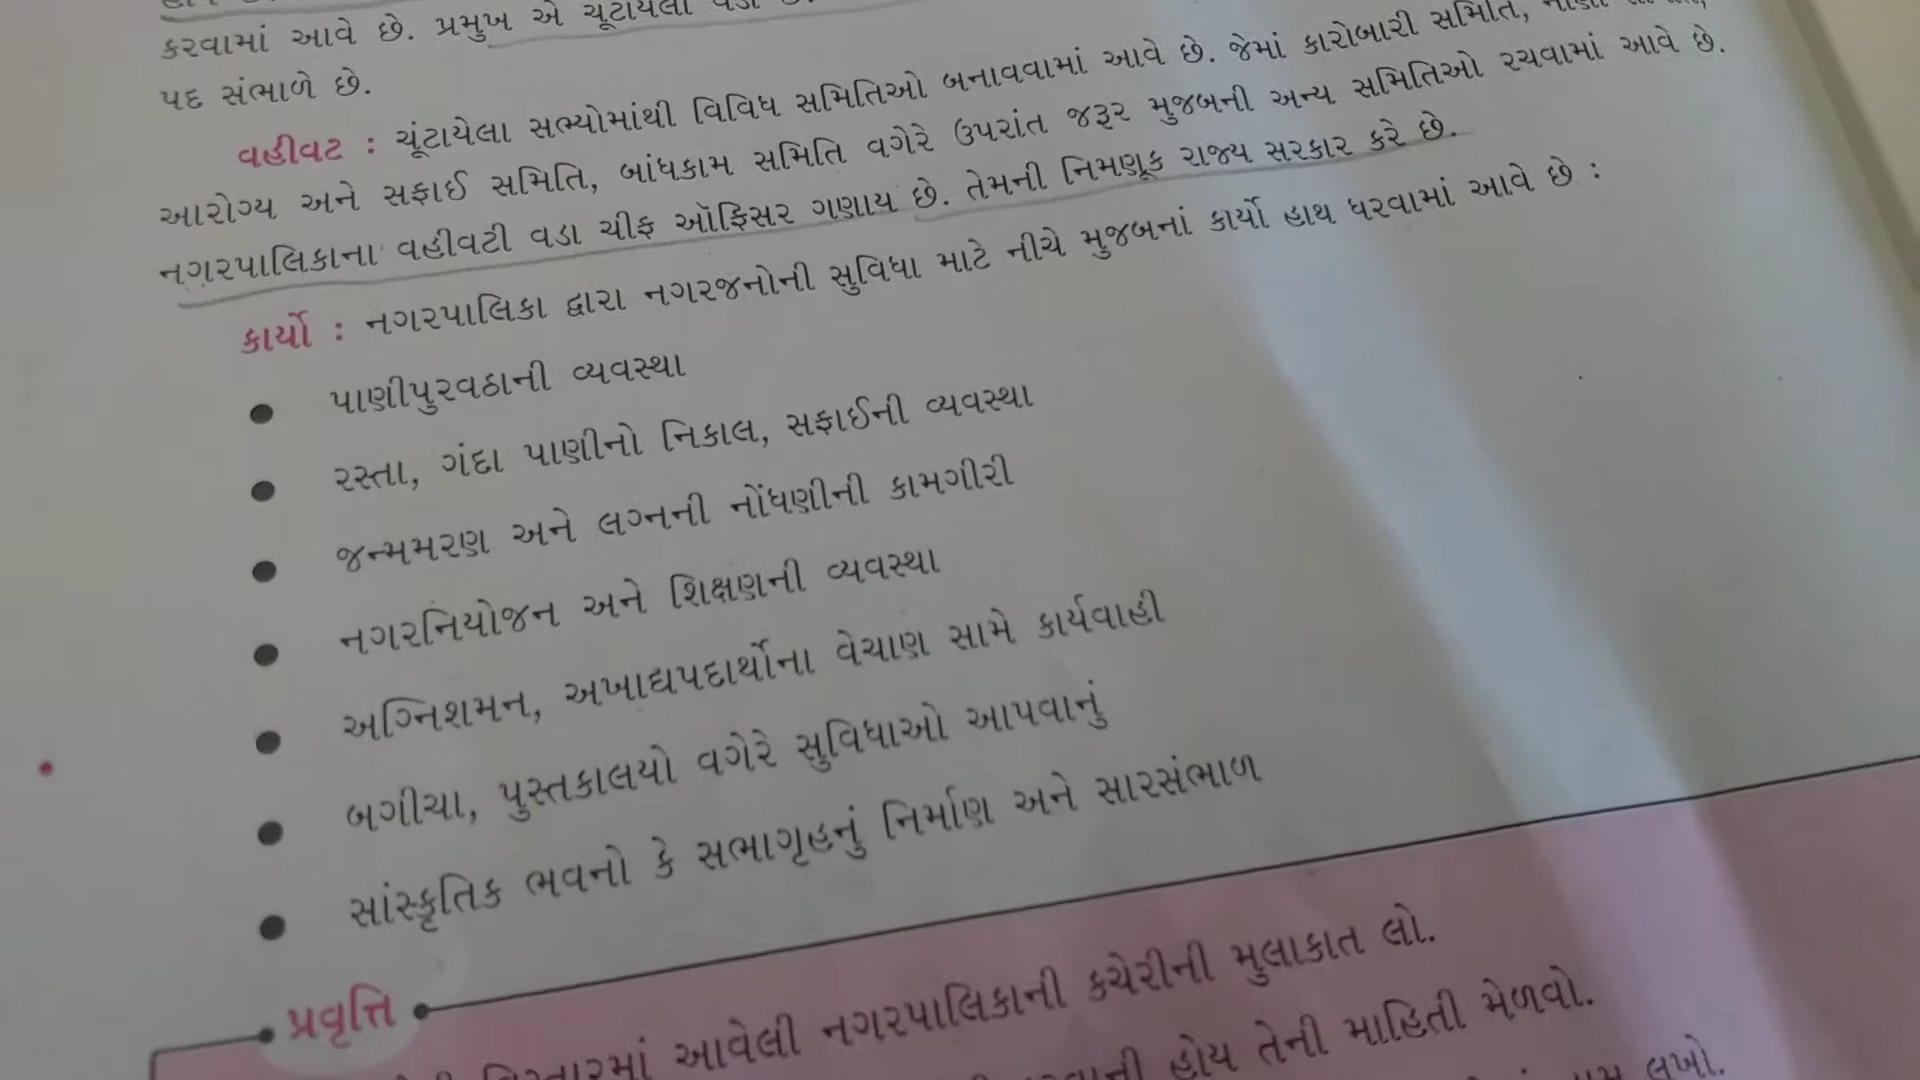 કરવામાં આવે છે. પ્રમુખ એ ચૂંટાયેલા
પદ સંભાળે છે.
વહીવટ : ચૂંટાયેલા સભ્યોમાંથી વિવિધ સમિતિઓ બનાવવામાં આવે છે. જેમાં કારોબારી સમિતિ,
આરોગ્ય અને સફાઈ સમિતિ, બાંધકામ સમિતિ વગેરે ઉપરાંત જરૂર મુજબની અન્ય સમિતિઓ રચવામાં આવે છે.
નગરપાલિકાના વહીવટી વડા ચીફ ઑફિસર ગણાય છે. તેમની નિમણૂક રાજ્ય સરકાર કરે છે.
કાર્યો : નગરપાલિકા દ્વારા નગરજનોની સુવિધા માટે નીચે મુજબનાં કાર્યો હાથ ધરવામાં આવે છે :
● પાણીપુરવઠાની વ્યવસ્થા
● રસ્તા, ગંદા પાણીનો નિકાલ, સફાઈની વ્યવસ્થા
● જન્મમરણ અને લગ્નની નોંધણીની કામગીરી
● નગરનિયોજન અને શિક્ષણની વ્યવસ્થા
● અગ્નિશમન, અખાદ્યપદાર્થોના વેચાણ સામે કાર્યવાહી
● બગીચા, પુસ્તકાલયો વગેરે સુવિધાઓ આપવાનું
● સાંસ્કૃતિક ભવનો કે સભાગૃહનું નિર્માણ અને સારસંભાળ
પ્રવૃત્તિ
આવેલી નગરપાલિકાની કચેરીની મુલાકાત લો.
હોય તેની માહિતી મેળવો.
લખો.